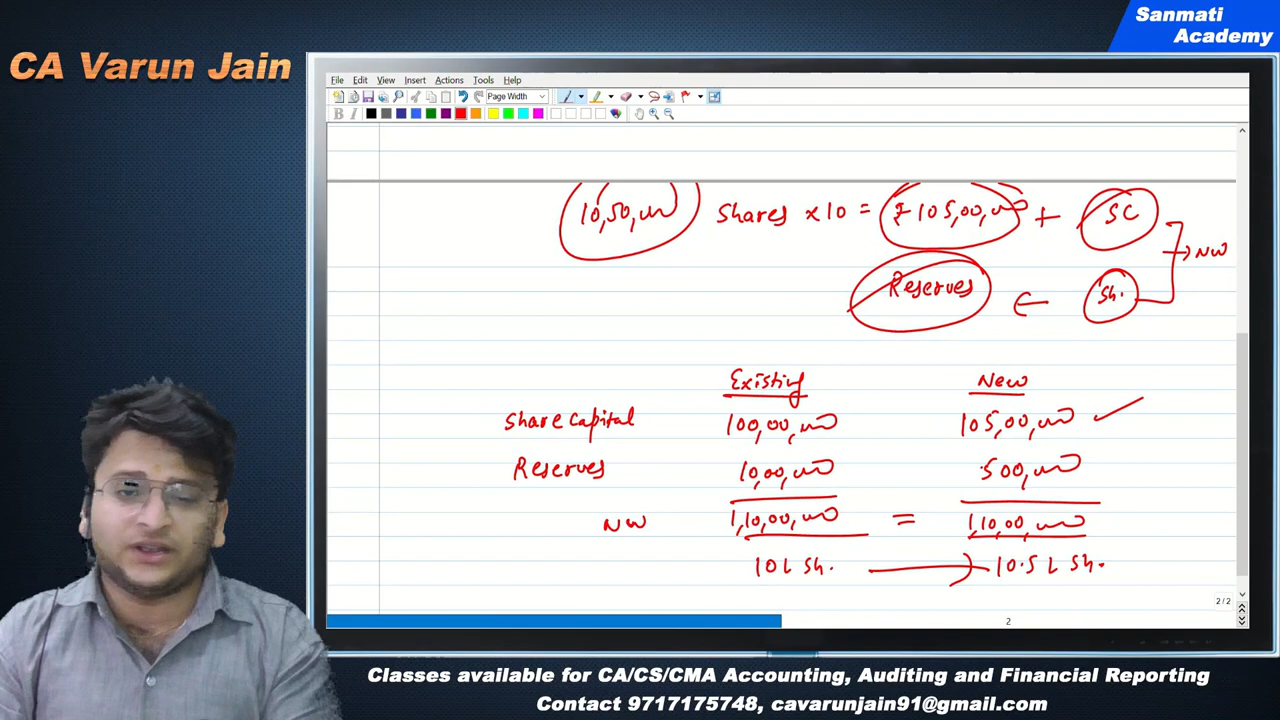 Sanmati
Academy
CA Varun Jain
File Edit View Insert Actions Tools Help
Page Width
B I
10,50,000 Shares x10 = ₹105,00,000 + SC
→ NW
Reserves ← Sh.
Existing New
Share Capital 100,00,000 105,00,000 ✓
Reserves 10,00,000 500,000
NW 1,10,00,000 = 1,10,00,000
10L Sh. → 10.5 L Sh.
2/2
2
Classes available for CA/CS/CMA Accounting, Auditing and Financial Reporting
Contact 9717175748, cavarunjain91@gmail.com